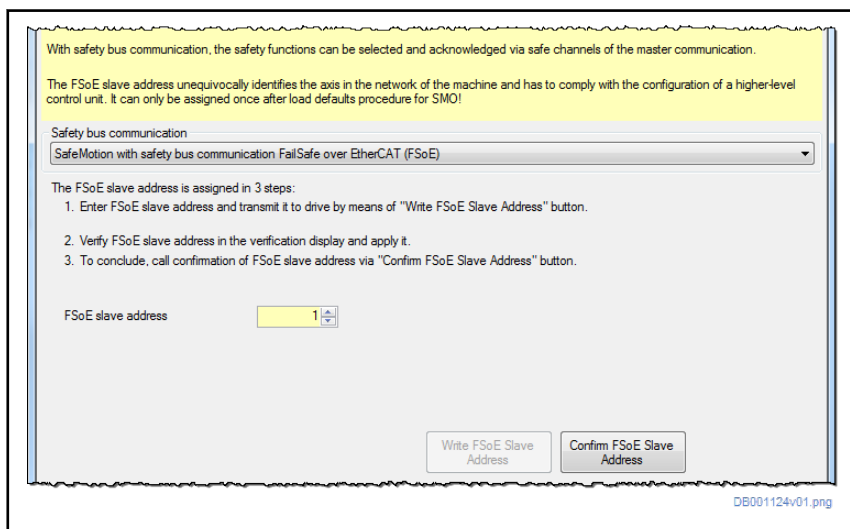 With safety bus communication, the safety functions can be selected and acknowledged via safe channels of the master communication.
The FSoE slave address unequivocally identifies the axis in the network of the machine and has to comply with the configuration of a higher-level
control unit. It can only be assigned once after load defaults procedure for SMO!
Safety bus communication
SafeMotion with safety bus communication FailSafe over EtherCAT (FSoE)
The FSoE slave address is assigned in 3 steps:
1. Enter FSoE slave address and transmit it to drive by means of "Write FSoE Slave Address" button.
2. Verify FSoE slave address in the verification display and apply it.
3. To conclude, call confirmation of FSoE slave address via "Confirm FSoE Slave Address" button.
FSoE slave address 1
Write FSoE Slave
Address
Confirm FSoE Slave
Address
DB001124v01.png